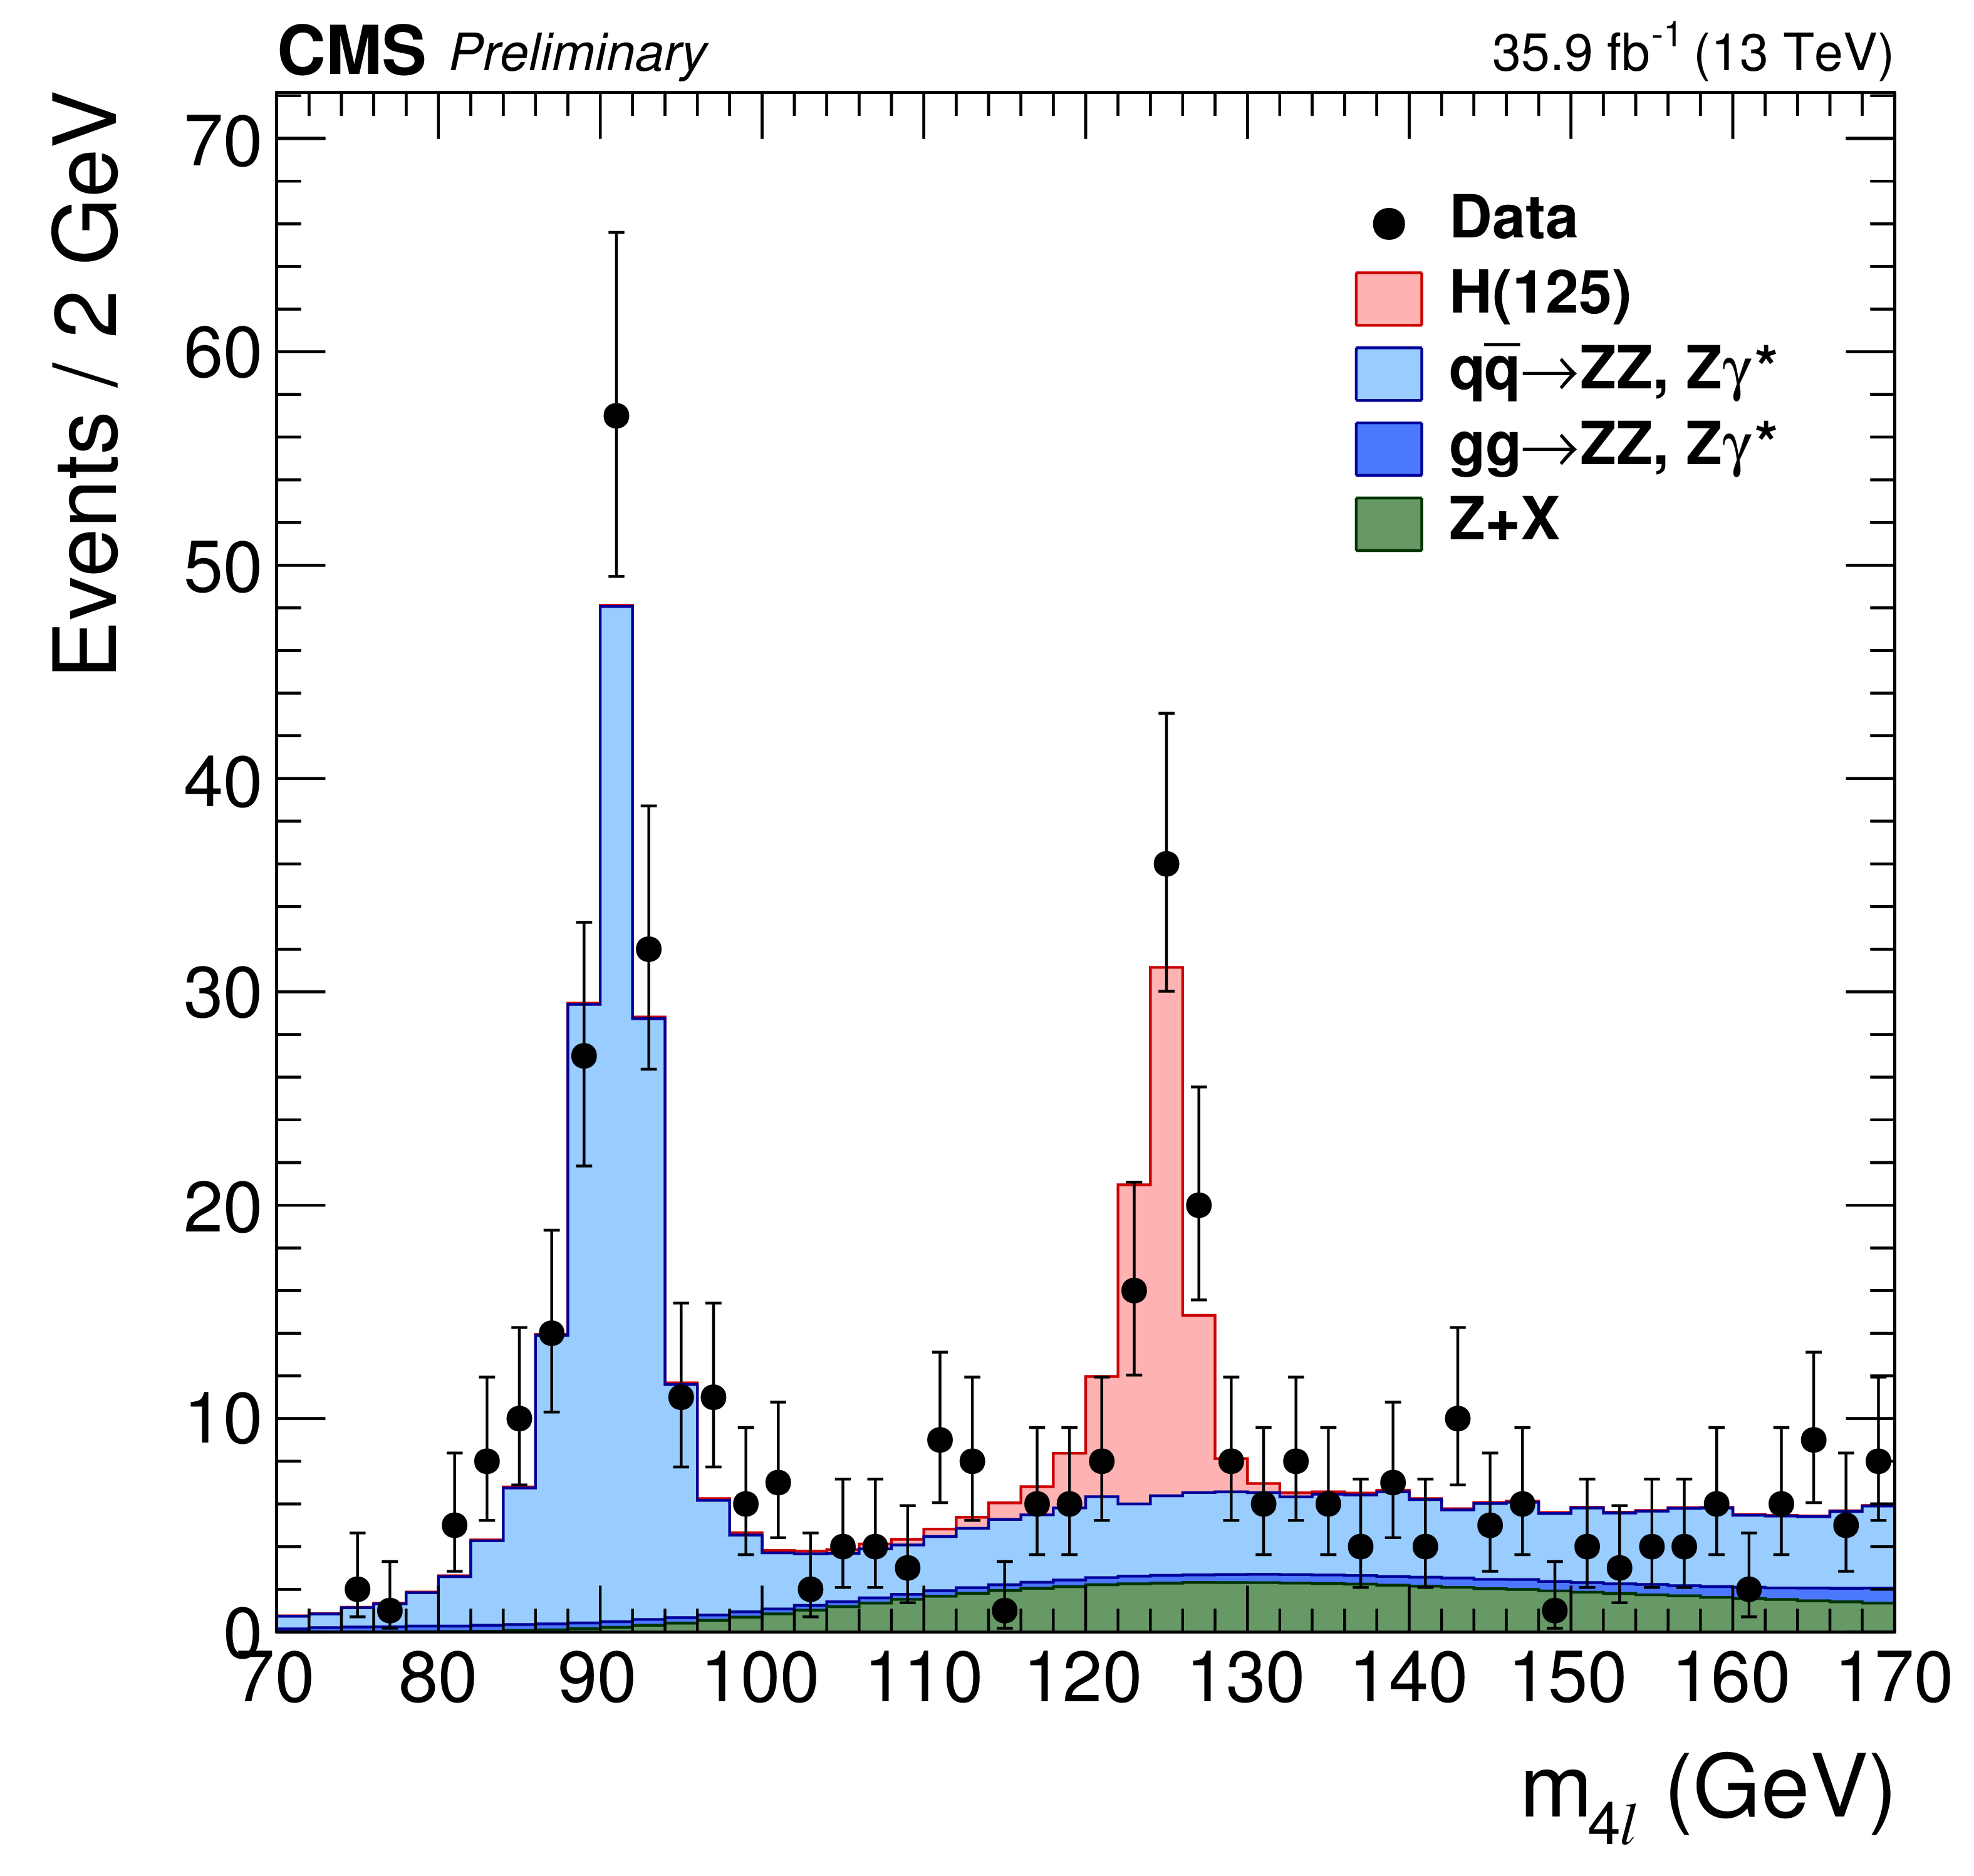 CMS Preliminary 35.9 fb⁻¹ (13 TeV)
Events / 2 GeV
70
60
50
40
30
20
10
0
Data
H(125)
qq̅→ZZ, Zγ*
gg→ZZ, Zγ*
Z+X
70 80 90 100 110 120 130 140 150 160 170
m4l (GeV)